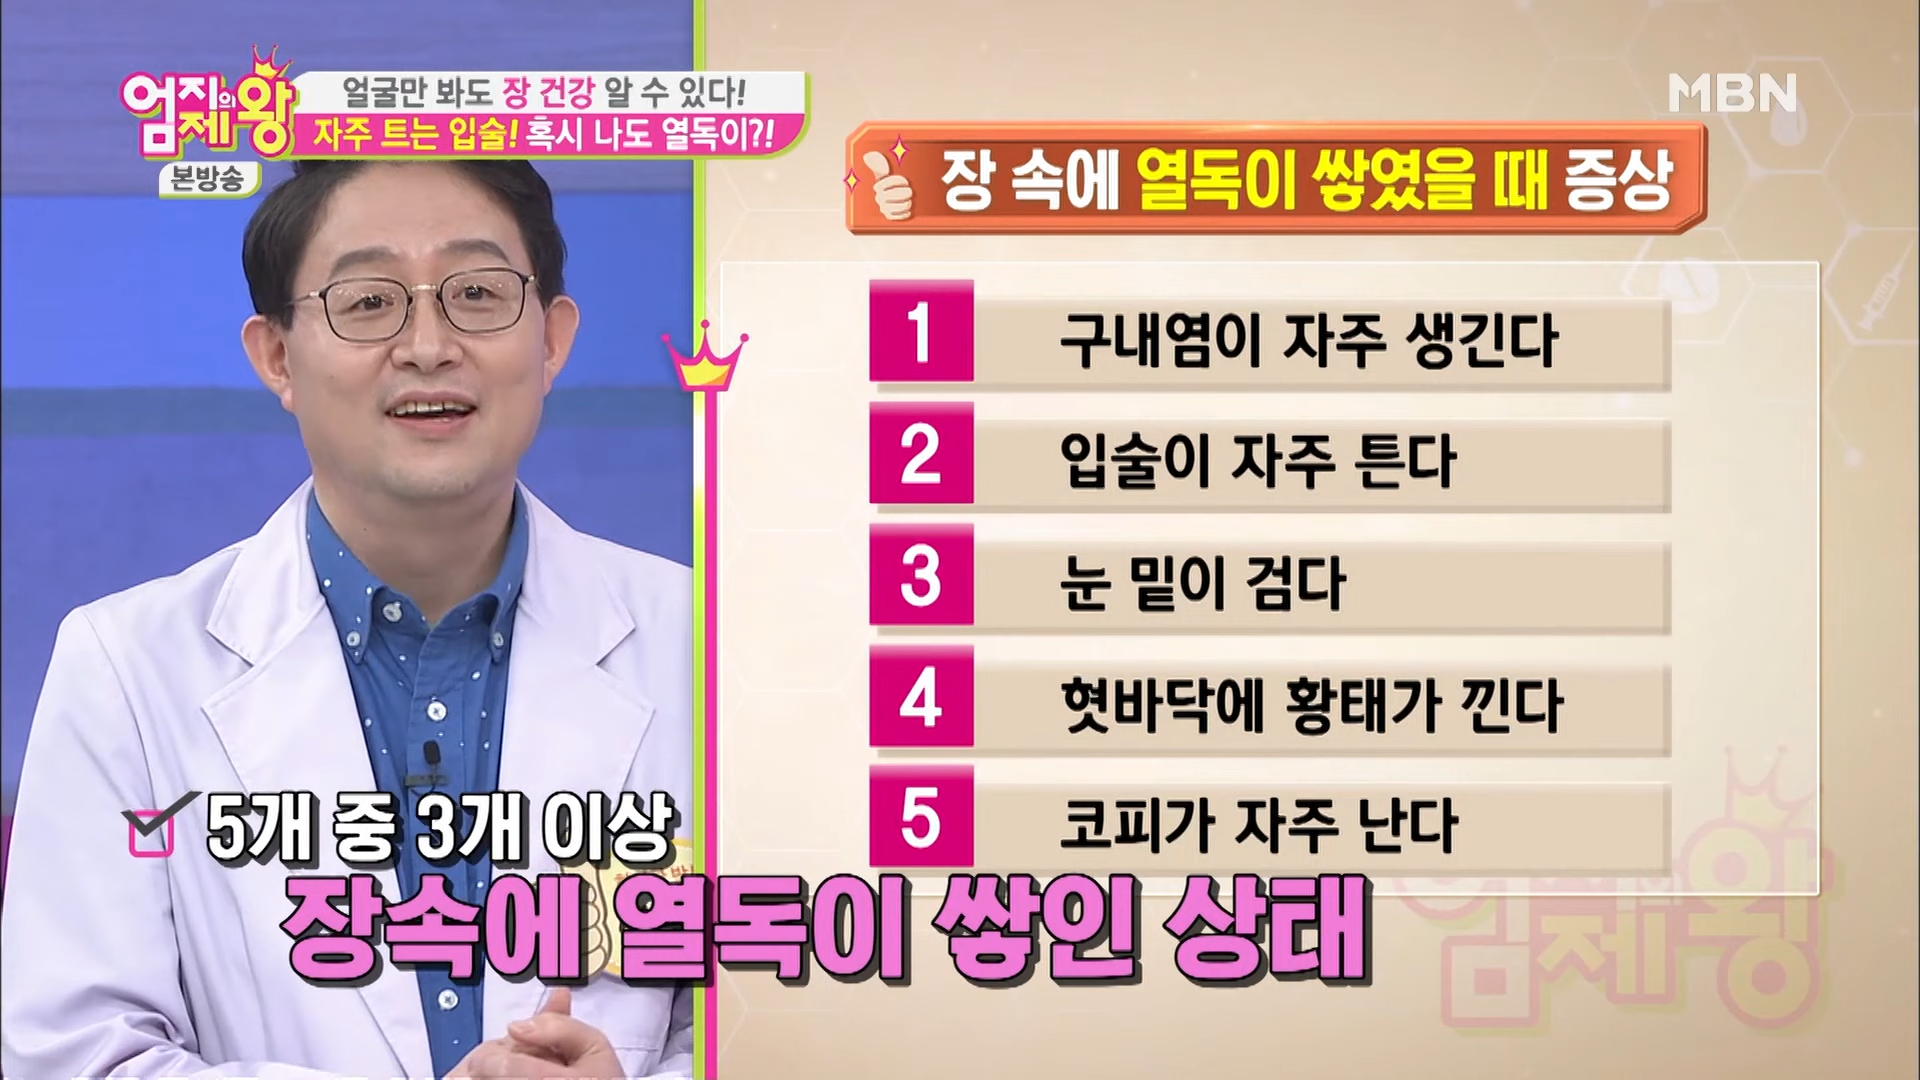 엄지의 제왕
얼굴만 봐도 장 건강 알 수 있다!
자주 트는 입술! 혹시 나도 열독이?!
본방송
MBN
장 속에 열독이 쌓였을 때 증상
1 구내염이 자주 생긴다
2 입술이 자주 튼다
3 눈 밑이 검다
4 혓바닥에 황태가 낀다
5 코피가 자주 난다
5개 중 3개 이상
장속에 열독이 쌓인 상태
엄지의 제왕